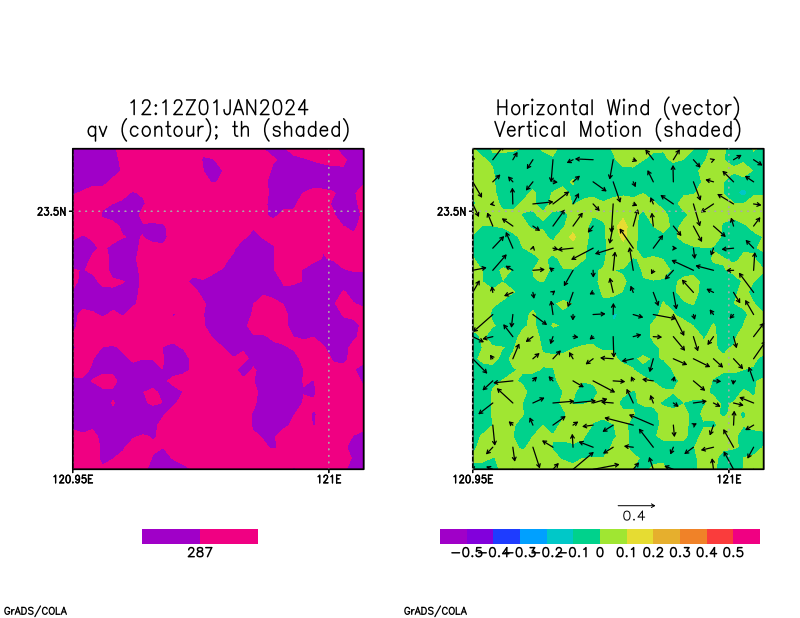 12:12Z01JAN2024
qv (contour); th (shaded)
23.5N
120.95E
121E
287
Horizontal Wind (vector)
Vertical Motion (shaded)
23.5N
120.95E
121E
0.4
-0.5 -0.4 -0.3 -0.2 -0.1 0 0.1 0.2 0.3 0.4 0.5
GrADS/COLA
GrADS/COLA